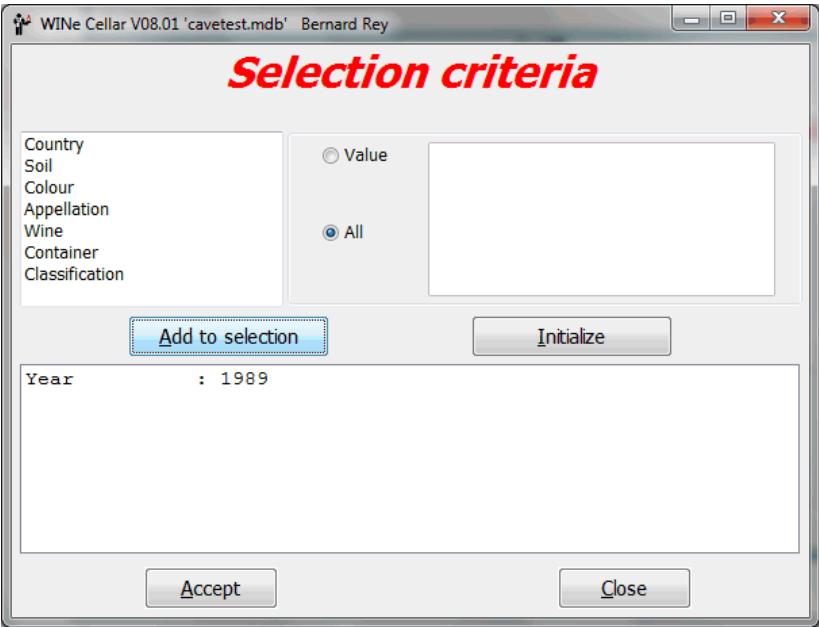 WINe Cellar V08.01 'cavetest.mdb' Bernard Rey
Selection criteria
Country
Soil
Colour
Appellation
Wine
Container
Classification
Value
All
Add to selection
Initialize
Year : 1989
Accept
Close